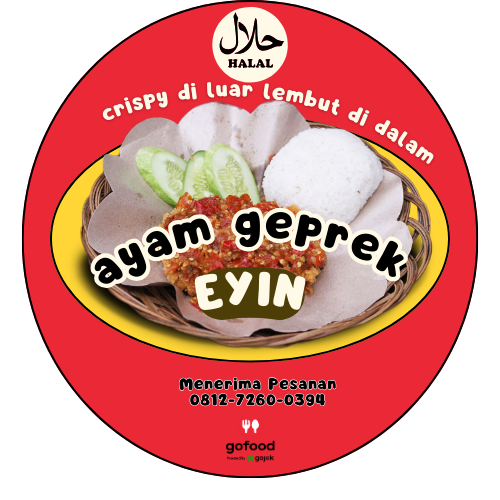 حلال
HALAL
crispy di luar lembut di dalam
ayam geprek
EYIN
Menerima Pesanan
0812-7260-0394
gofood
gojek